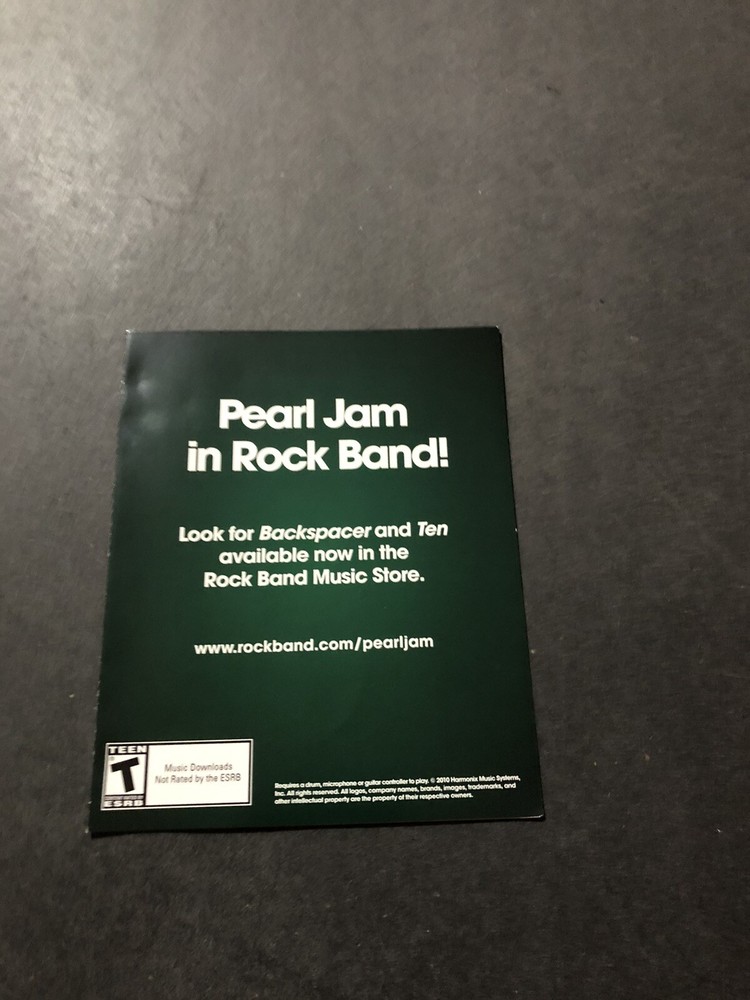 Pearl Jam
in Rock Band!
Look for Backspacer and Ten
available now in the
Rock Band Music Store.
www.rockband.com/pearljam
TEEN
T
ESRB
Music Downloads
Not Rated by the ESRB
Requires a drum, microphone or guitar controller to play. © 2010 Harmonix Music Systems,
Inc. All rights reserved. All logos, company names, brands, images, trademarks, and
other intellectual property are the property of their respective owners.